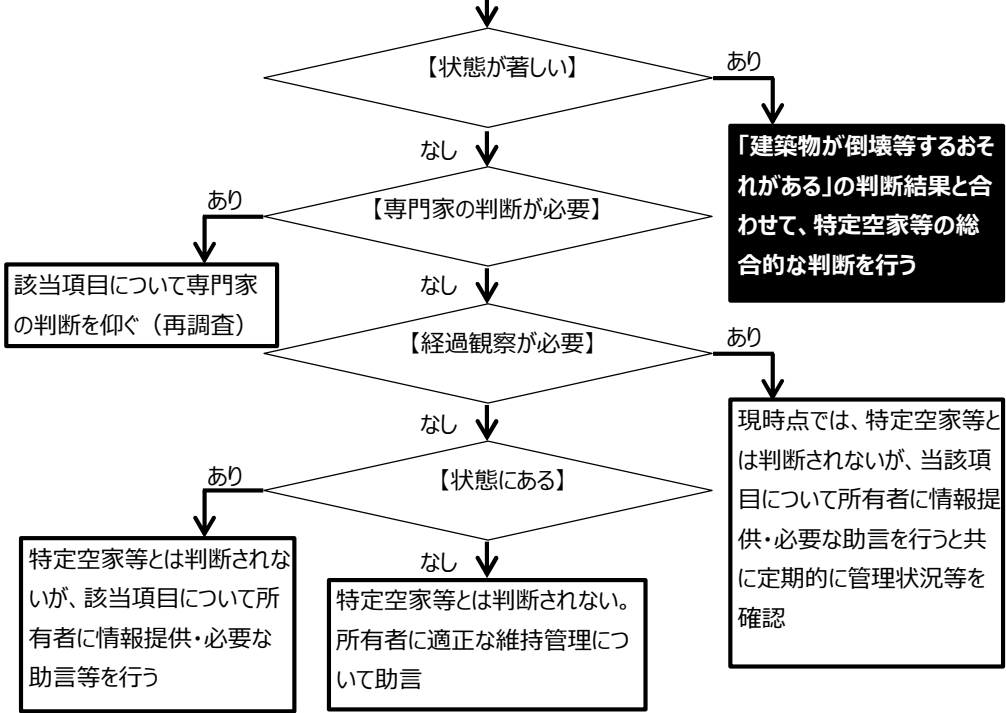 【状態が著しい】
あり
「建築物が倒壊等するおそ
れがある」の判断結果と合
わせて、特定空家等の総
合的な判断を行う
なし
【専門家の判断が必要】
あり
該当項目について専門家
の判断を仰ぐ（再調査）
なし
【経過観察が必要】
あり
現時点では、特定空家等と
は判断されないが、当該項
目について所有者に情報提
供・必要な助言を行うと共
に定期的に管理状況等を
確認
なし
【状態にある】
あり
特定空家等とは判断されな
いが、該当項目について所
有者に情報提供・必要な
助言等を行う
なし
特定空家等とは判断されない。
所有者に適正な維持管理につ
いて助言